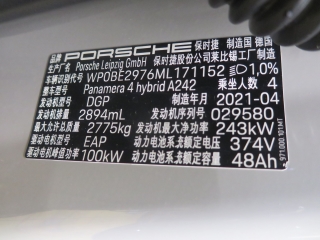 品牌 PORSCHE 保时捷 制造国 德国
生产厂名 Porsche Leipzig GmbH 保时捷股份公司莱比锡工厂制造
车辆识别代号 WP0BE2976ML171152 1,0%
整车型号 Panamera 4 hybrid A242 乘坐人数 4
发动机型号 DGP 制造年月 2021-04
发动机排量 2894mL 发动机序列号 029580
最大允许总质量 2775kg 发动机最大净功率 243kW
驱动电机型号 EAP 动力电池系统额定电压 374V
驱动电机峰值功率 100kW 动力电池系统额定容量 48Ah